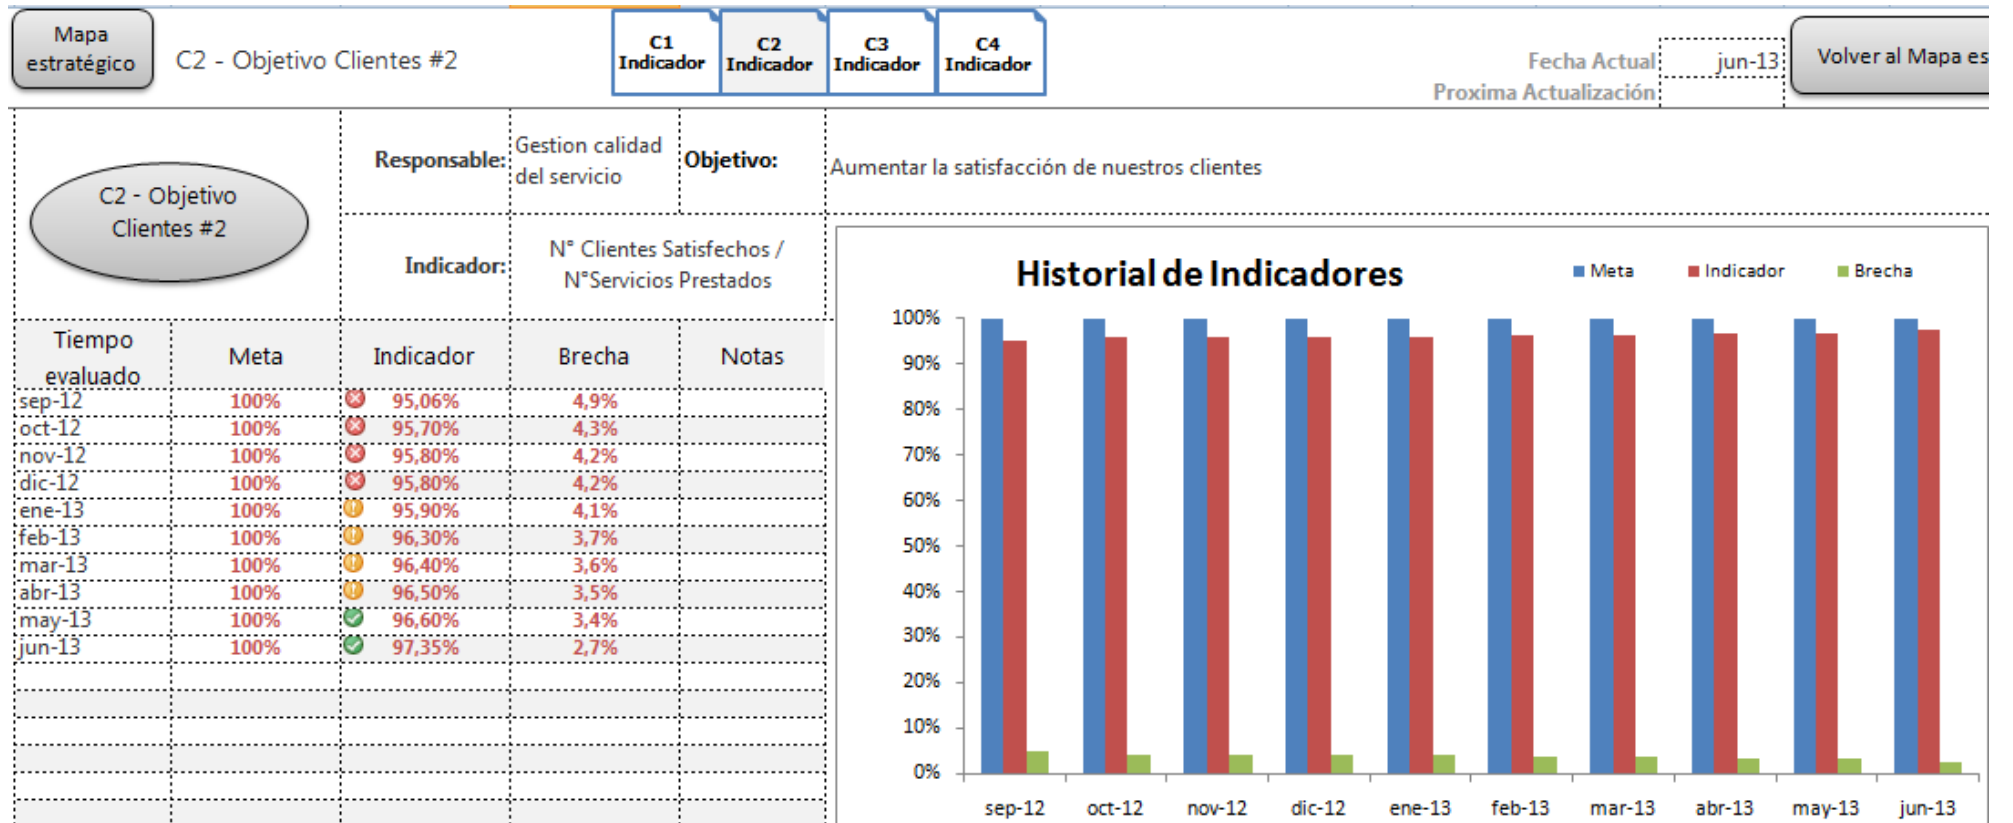 Mapa
estratégico
C2 - Objetivo Clientes #2
C1
Indicador
C2
Indicador
C3
Indicador
C4
Indicador
Fecha Actual jun-13
Proxima Actualización
Volver al Mapa es
C2 - Objetivo
Clientes #2
Responsable:
Gestion calidad
del servicio
Objetivo:
Aumentar la satisfacción de nuestros clientes
Indicador:
N° Clientes Satisfechos /
N°Servicios Prestados
Tiempo
evaluado
Meta Indicador Brecha Notas
sep-12 100% 95,06% 4,9%
oct-12 100% 95,70% 4,3%
nov-12 100% 95,80% 4,2%
dic-12 100% 95,80% 4,2%
ene-13 100% 95,90% 4,1%
feb-13 100% 96,30% 3,7%
mar-13 100% 96,40% 3,6%
abr-13 100% 96,50% 3,5%
may-13 100% 96,60% 3,4%
jun-13 100% 97,35% 2,7%
Historial de Indicadores
Meta Indicador Brecha
100%
90%
80%
70%
60%
50%
40%
30%
20%
10%
0%
sep-12 oct-12 nov-12 dic-12 ene-13 feb-13 mar-13 abr-13 may-13 jun-13